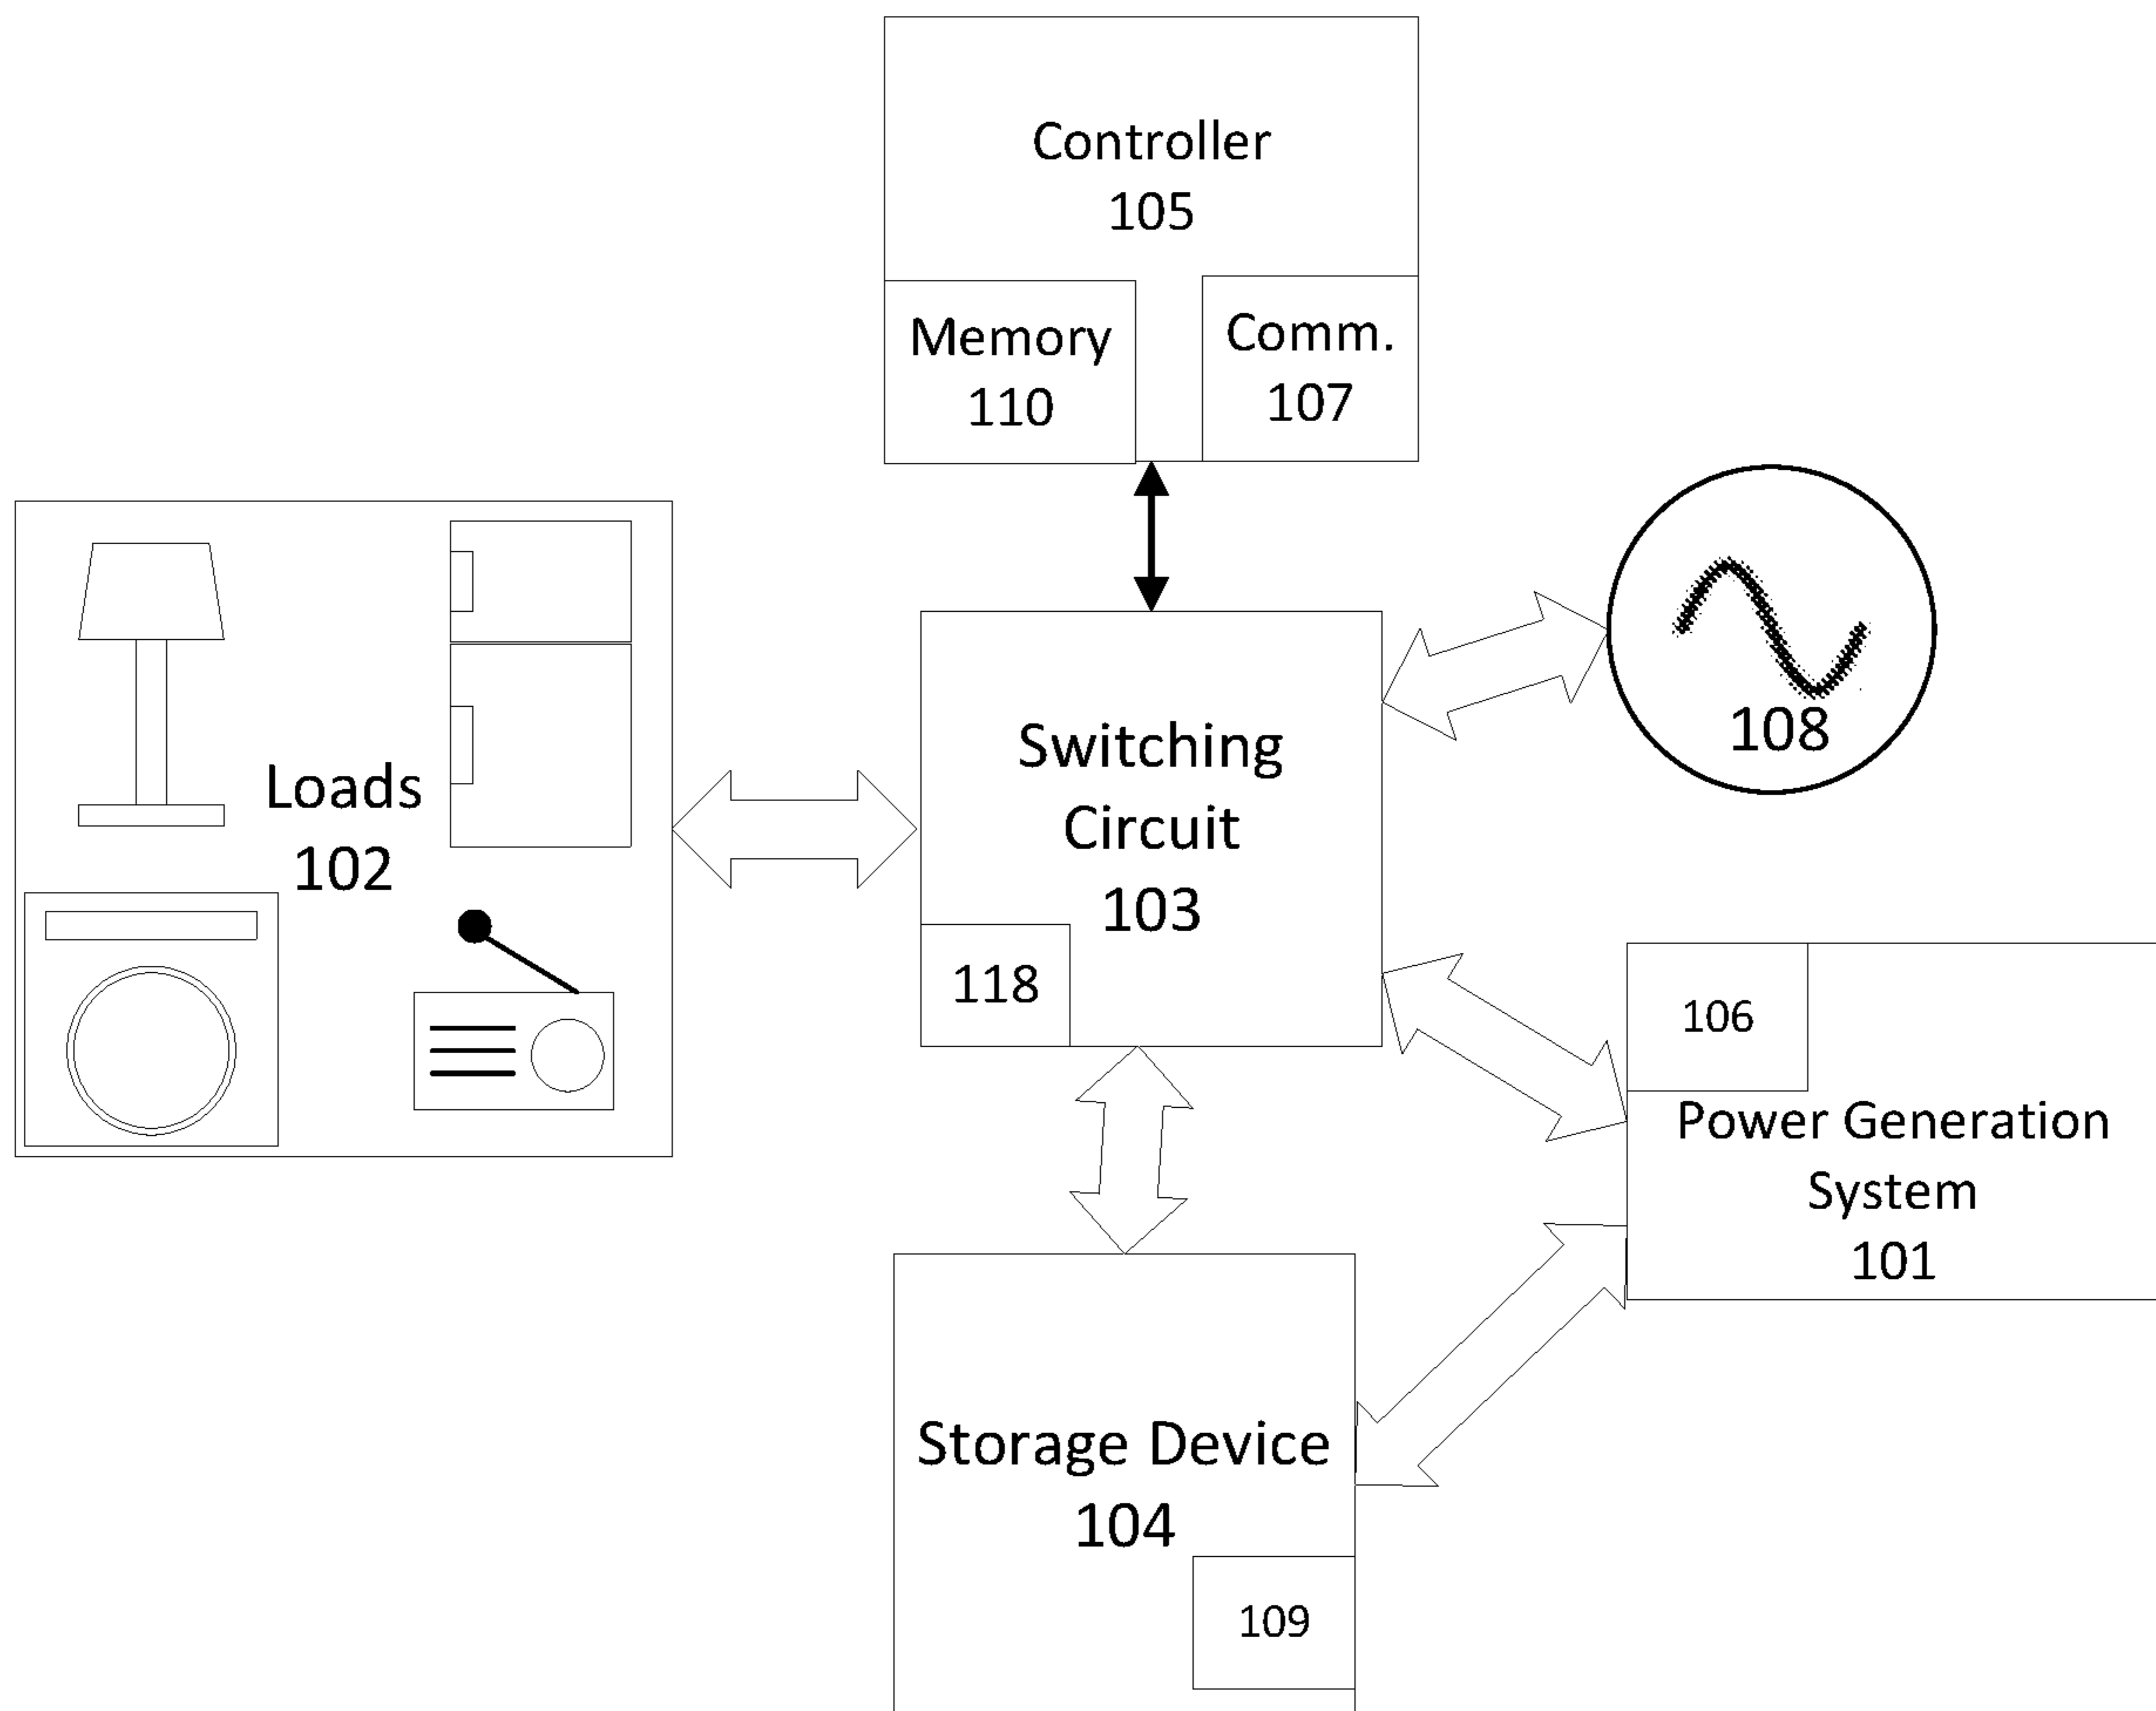 Controller
105
Memory
110
Comm.
107
108
Switching
Circuit
103
118
Loads
102
106
Power Generation
System
101
Storage Device
104
109